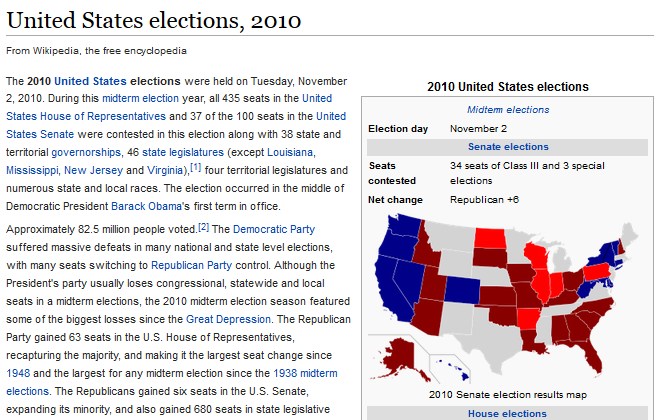 United States elections, 2010
From Wikipedia, the free encyclopedia
The 2010 United States elections were held on Tuesday, November
2, 2010. During this midterm election year, all 435 seats in the United
States House of Representatives and 37 of the 100 seats in the United
States Senate were contested in this election along with 38 state and
territorial governorships, 46 state legislatures (except Louisiana,
Mississippi, New Jersey and Virginia),[1] four territorial legislatures and
numerous state and local races. The election occurred in the middle of
Democratic President Barack Obama's first term in office.
Approximately 82.5 million people voted.[2] The Democratic Party
suffered massive defeats in many national and state level elections,
with many seats switching to Republican Party control. Although the
President's party usually loses congressional, statewide and local
seats in a midterm elections, the 2010 midterm election season featured
some of the biggest losses since the Great Depression. The Republican
Party gained 63 seats in the U.S. House of Representatives,
recapturing the majority, and making it the largest seat change since
1948 and the largest for any midterm election since the 1938 midterm
elections. The Republicans gained six seats in the U.S. Senate,
expanding its minority, and also gained 680 seats in state legislative
2010 United States elections
Midterm elections
Election day November 2
Senate elections
Seats 34 seats of Class III and 3 special
contested elections
Net change Republican +6
2010 Senate election results map
House elections